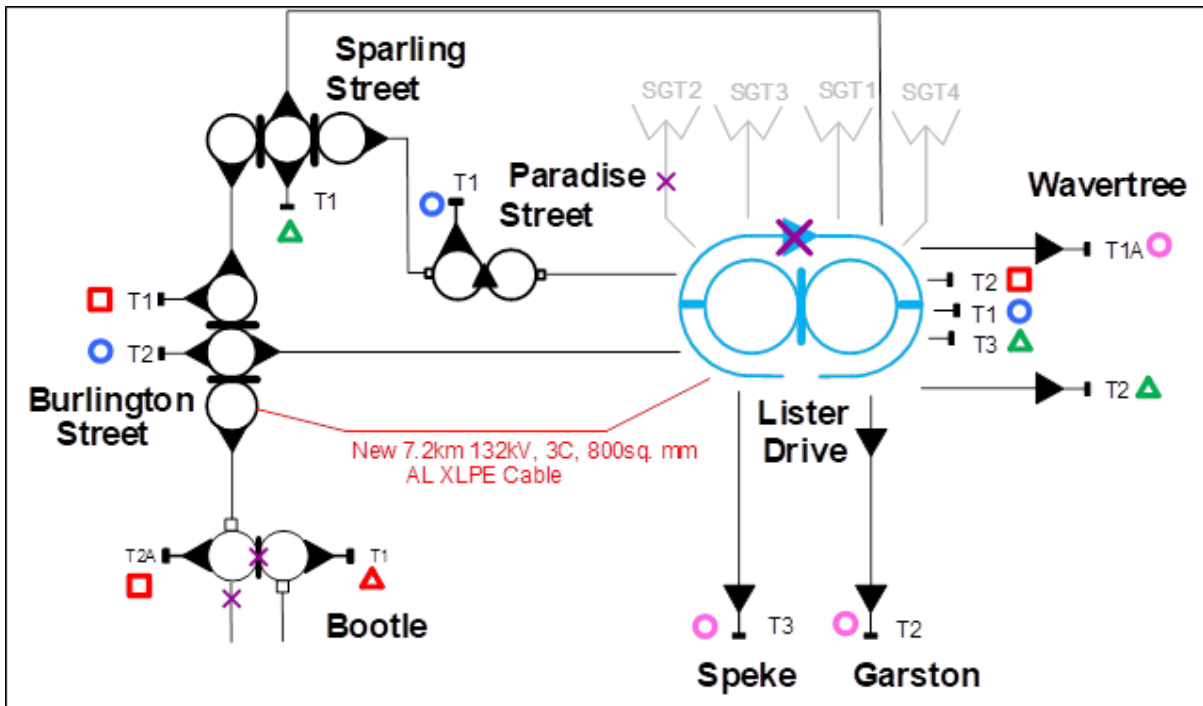 Sparling
Street
SGT2
SGT3
SGT1
SGT4
T1
T1
Paradise
Street
Wavertree
T1A
T2
T1
T3
T2
T1
T2
Burlington
Street
Lister
Drive
New 7.2km 132kV, 3C, 800sq. mm
AL XLPE Cable
T2A
T1
Bootle
T3
T2
Speke
Garston